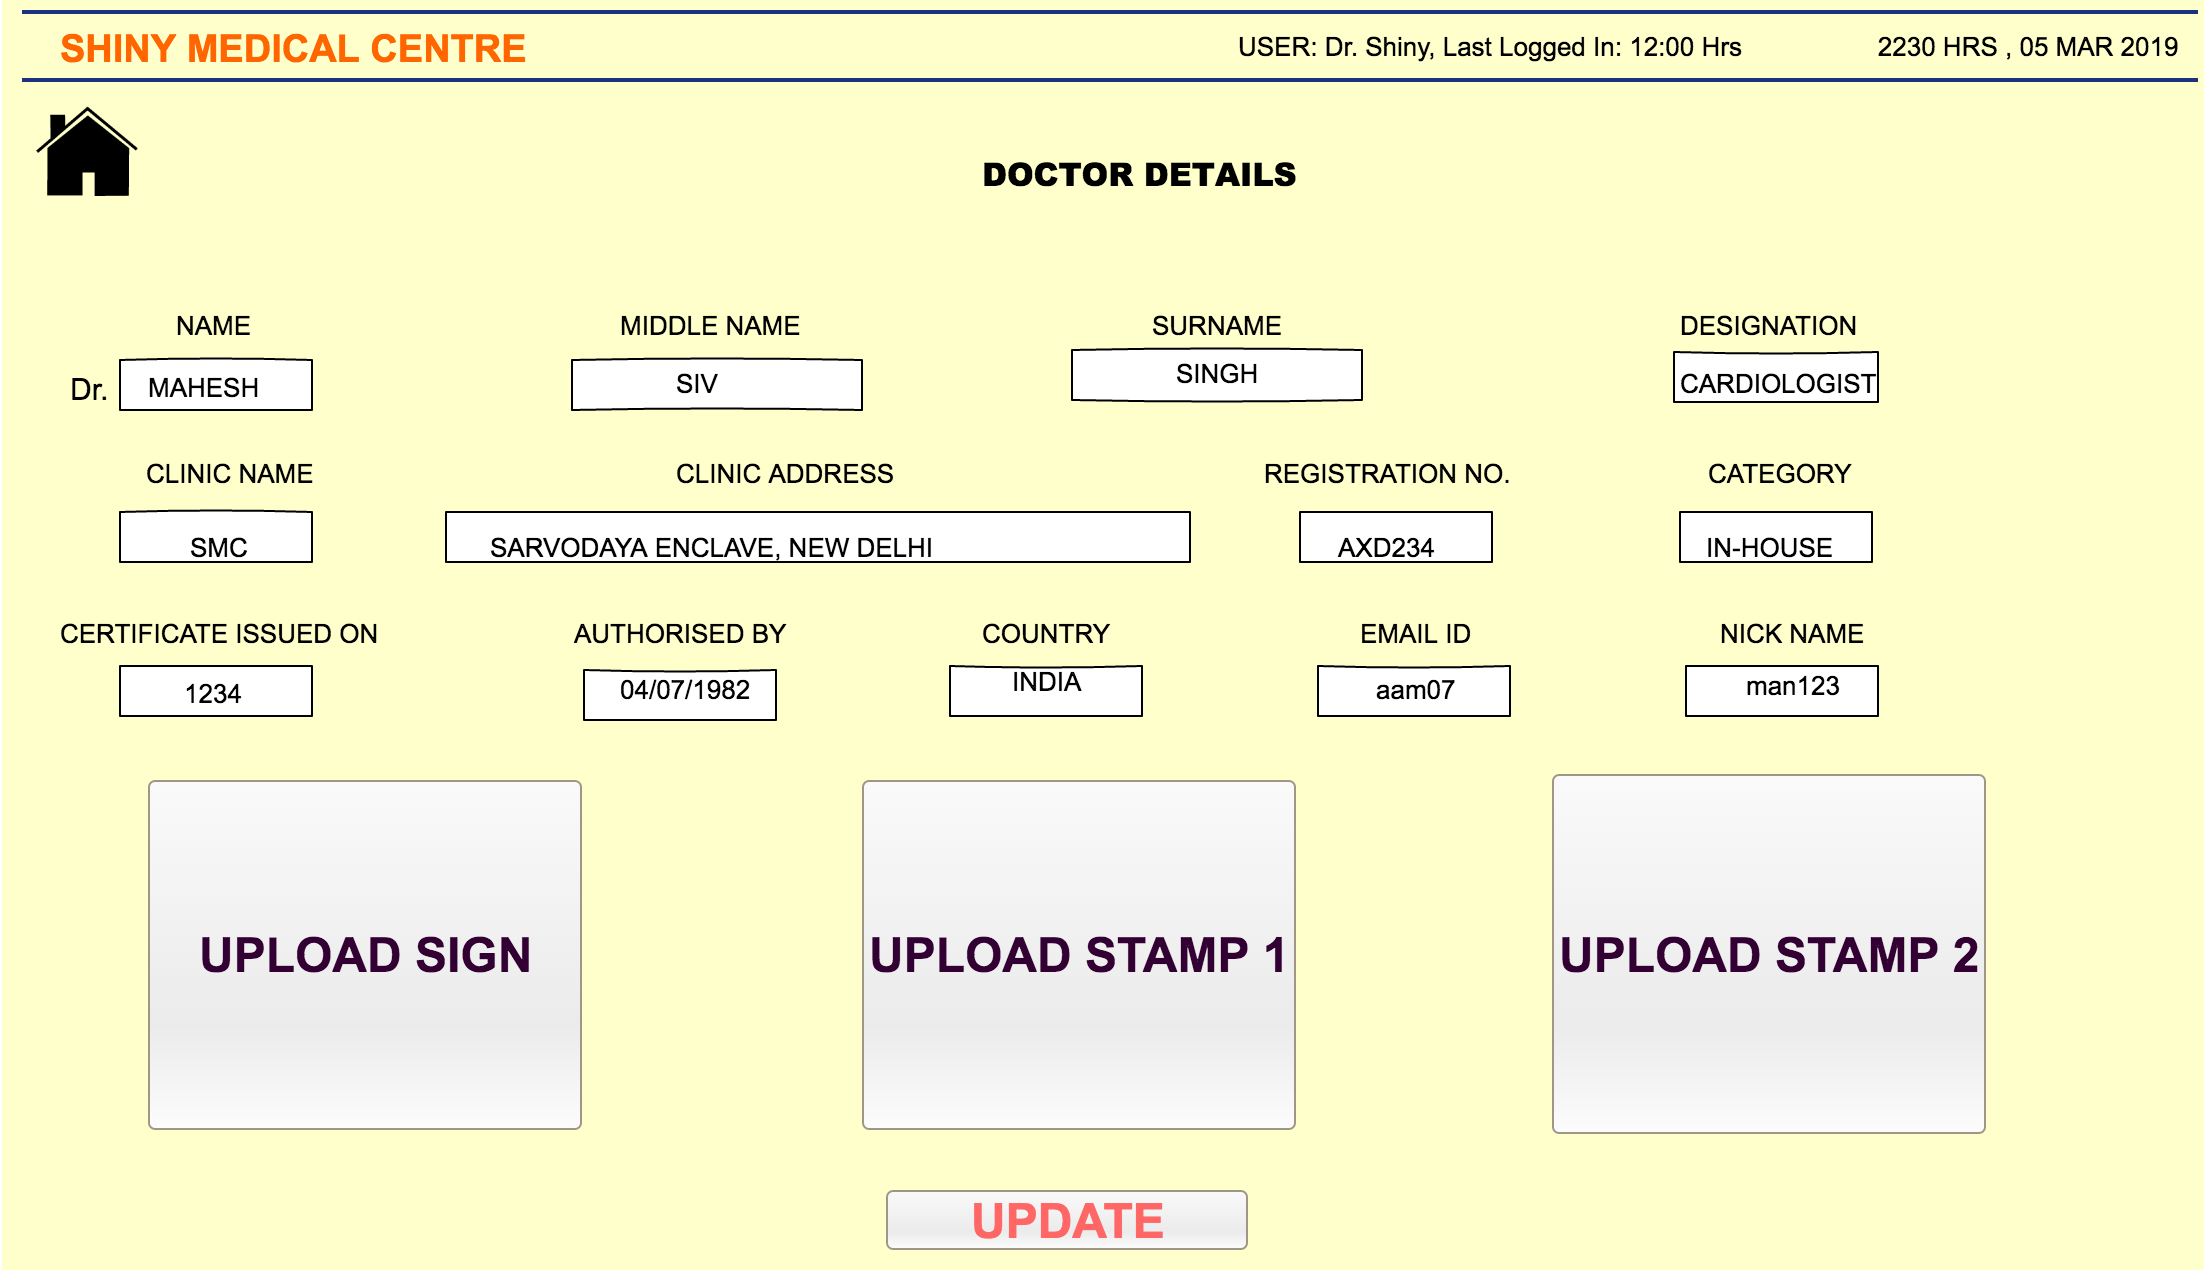 SHINY MEDICAL CENTRE
USER: Dr. Shiny, Last Logged In: 12:00 Hrs
2230 HRS , 05 MAR 2019
DOCTOR DETAILS
NAME
MIDDLE NAME
SURNAME
DESIGNATION
Dr.
MAHESH
SIV
SINGH
CARDIOLOGIST
CLINIC NAME
CLINIC ADDRESS
REGISTRATION NO.
CATEGORY
SMC
SARVODAYA ENCLAVE, NEW DELHI
AXD234
IN-HOUSE
CERTIFICATE ISSUED ON
AUTHORISED BY
COUNTRY
EMAIL ID
NICK NAME
1234
04/07/1982
INDIA
aam07
man123
UPLOAD SIGN
UPLOAD STAMP 1
UPLOAD STAMP 2
UPDATE